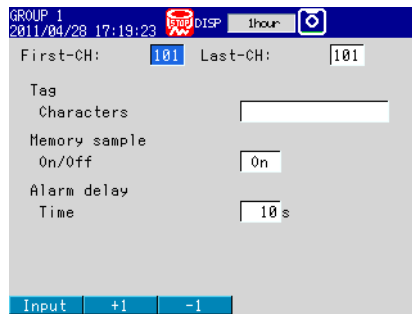 GROUP 1
2011/04/28 17:19:23 STOP DISP 1hour
First-CH: 101 Last-CH: 101
Tag
Characters
Memory sample
On/Off On
Alarm delay
Time 10 s
Input +1 -1